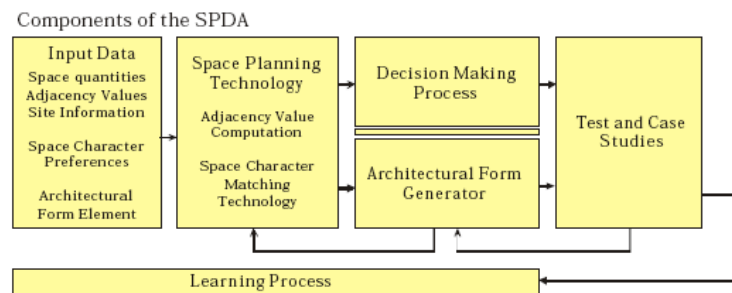 Components of the SPDA
Input Data
Space quantities
Adjacency Values
Site Information
Space Character
Preferences
Architectural
Form Element
Space Planning
Technology
Adjacency Value
Computation
Space Character
Matching
Technology
Decision Making
Process
Architectural Form
Generator
Test and Case
Studies
Learning Process